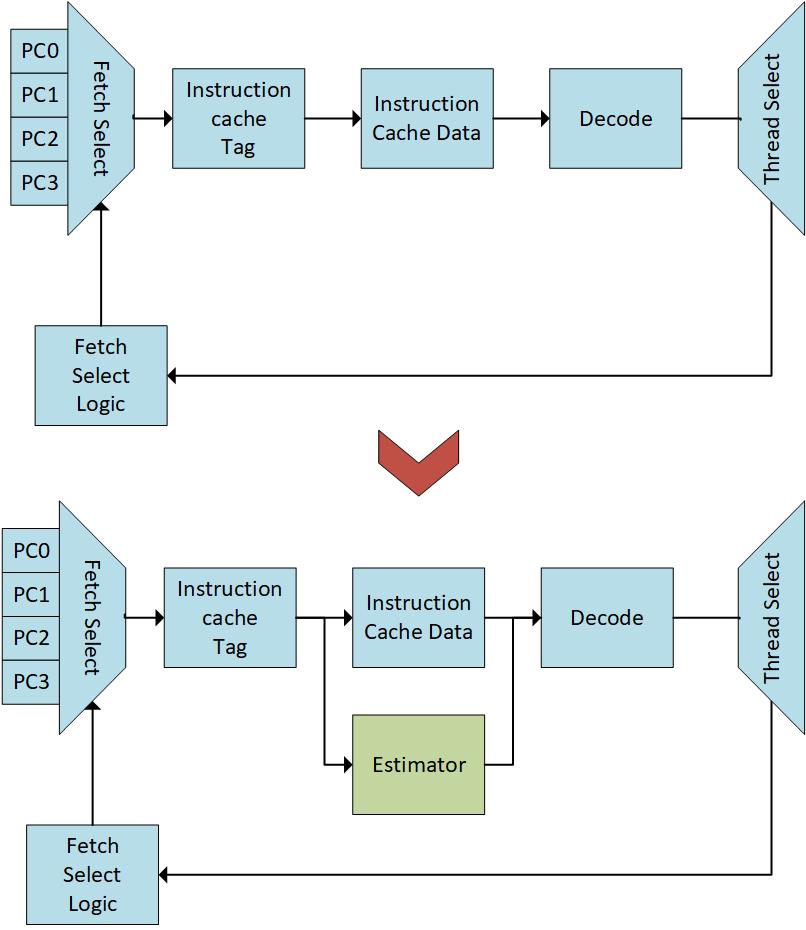 PC0
PC1
PC2
PC3
Fetch Select
Instruction
cache
Tag
Instruction
Cache Data
Decode
Thread Select
Fetch
Select
Logic
PC0
PC1
PC2
PC3
Fetch Select
Instruction
cache
Tag
Instruction
Cache Data
Decode
Thread Select
Estimator
Fetch
Select
Logic